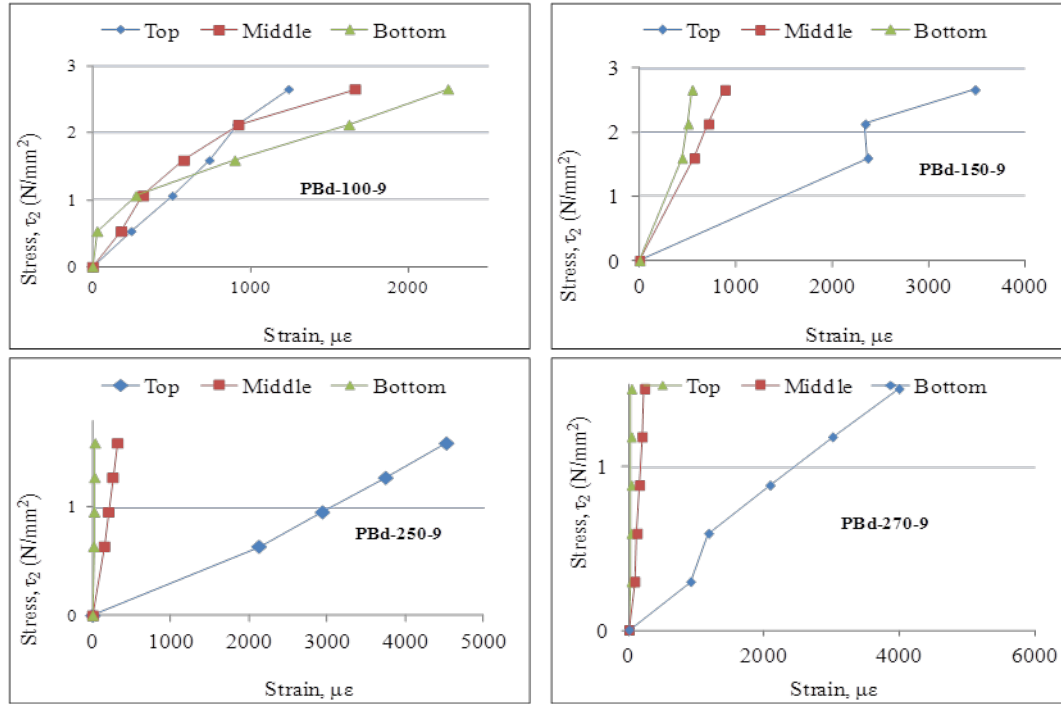 Top Middle Bottom
3
2
1
0
Stress, τ₂ (N/mm²)
PBd-100-9
0 1000 2000
Strain, με
Top Middle Bottom
3
2
1
0
Stress, τ₂ (N/mm²)
PBd-150-9
0 1000 2000 3000 4000
Strain, με
Top Middle Bottom
1
0
Stress, τ₂ (N/mm²)
PBd-250-9
0 1000 2000 3000 4000 5000
Strain, με
Top Middle Bottom
1
0
Stress, τ₂ (N/mm²)
PBd-270-9
0 2000 4000 6000
Strain, με